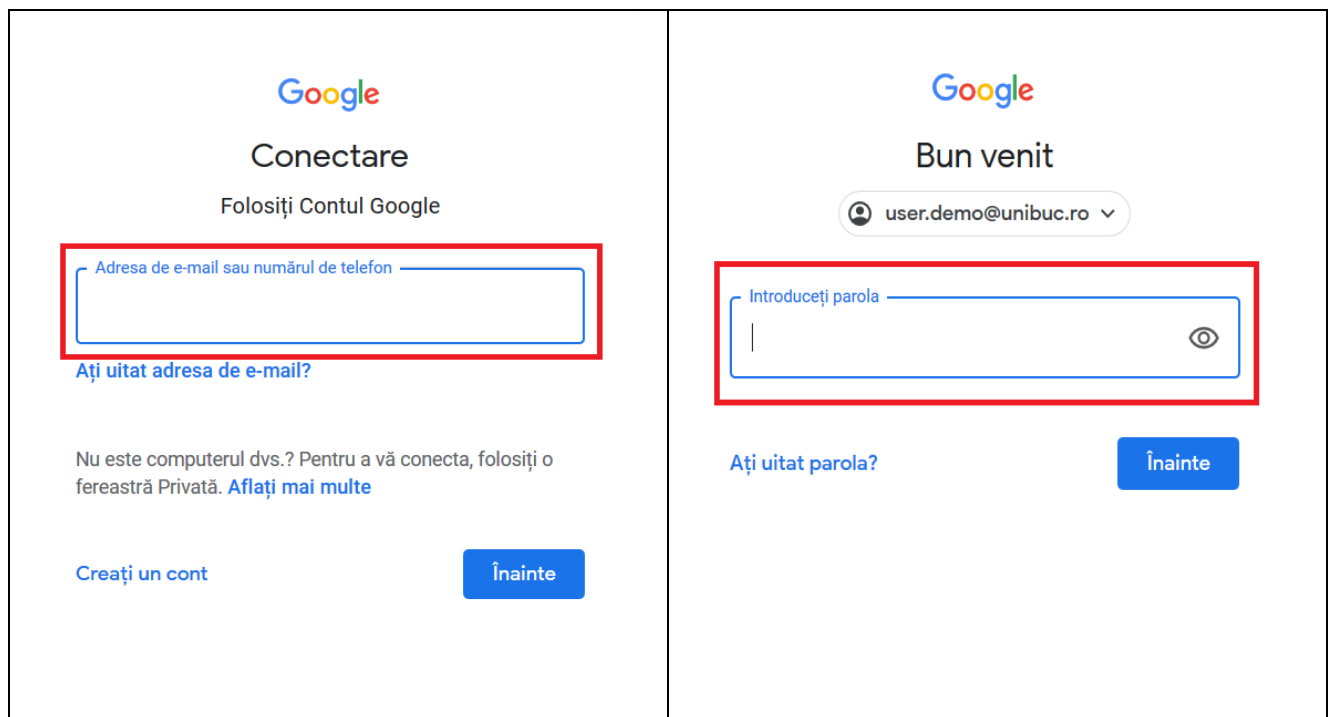 Google
Conectare
Folosiți Contul Google
Adresa de e-mail sau numărul de telefon
Ați uitat adresa de e-mail?
Nu este computerul dvs.? Pentru a vă conecta, folosiți o
fereastră Privată. Aflați mai multe
Creați un cont
Înainte
Google
Bun venit
user.demo@unibuc.ro
Introduceți parola
Ați uitat parola?
Înainte